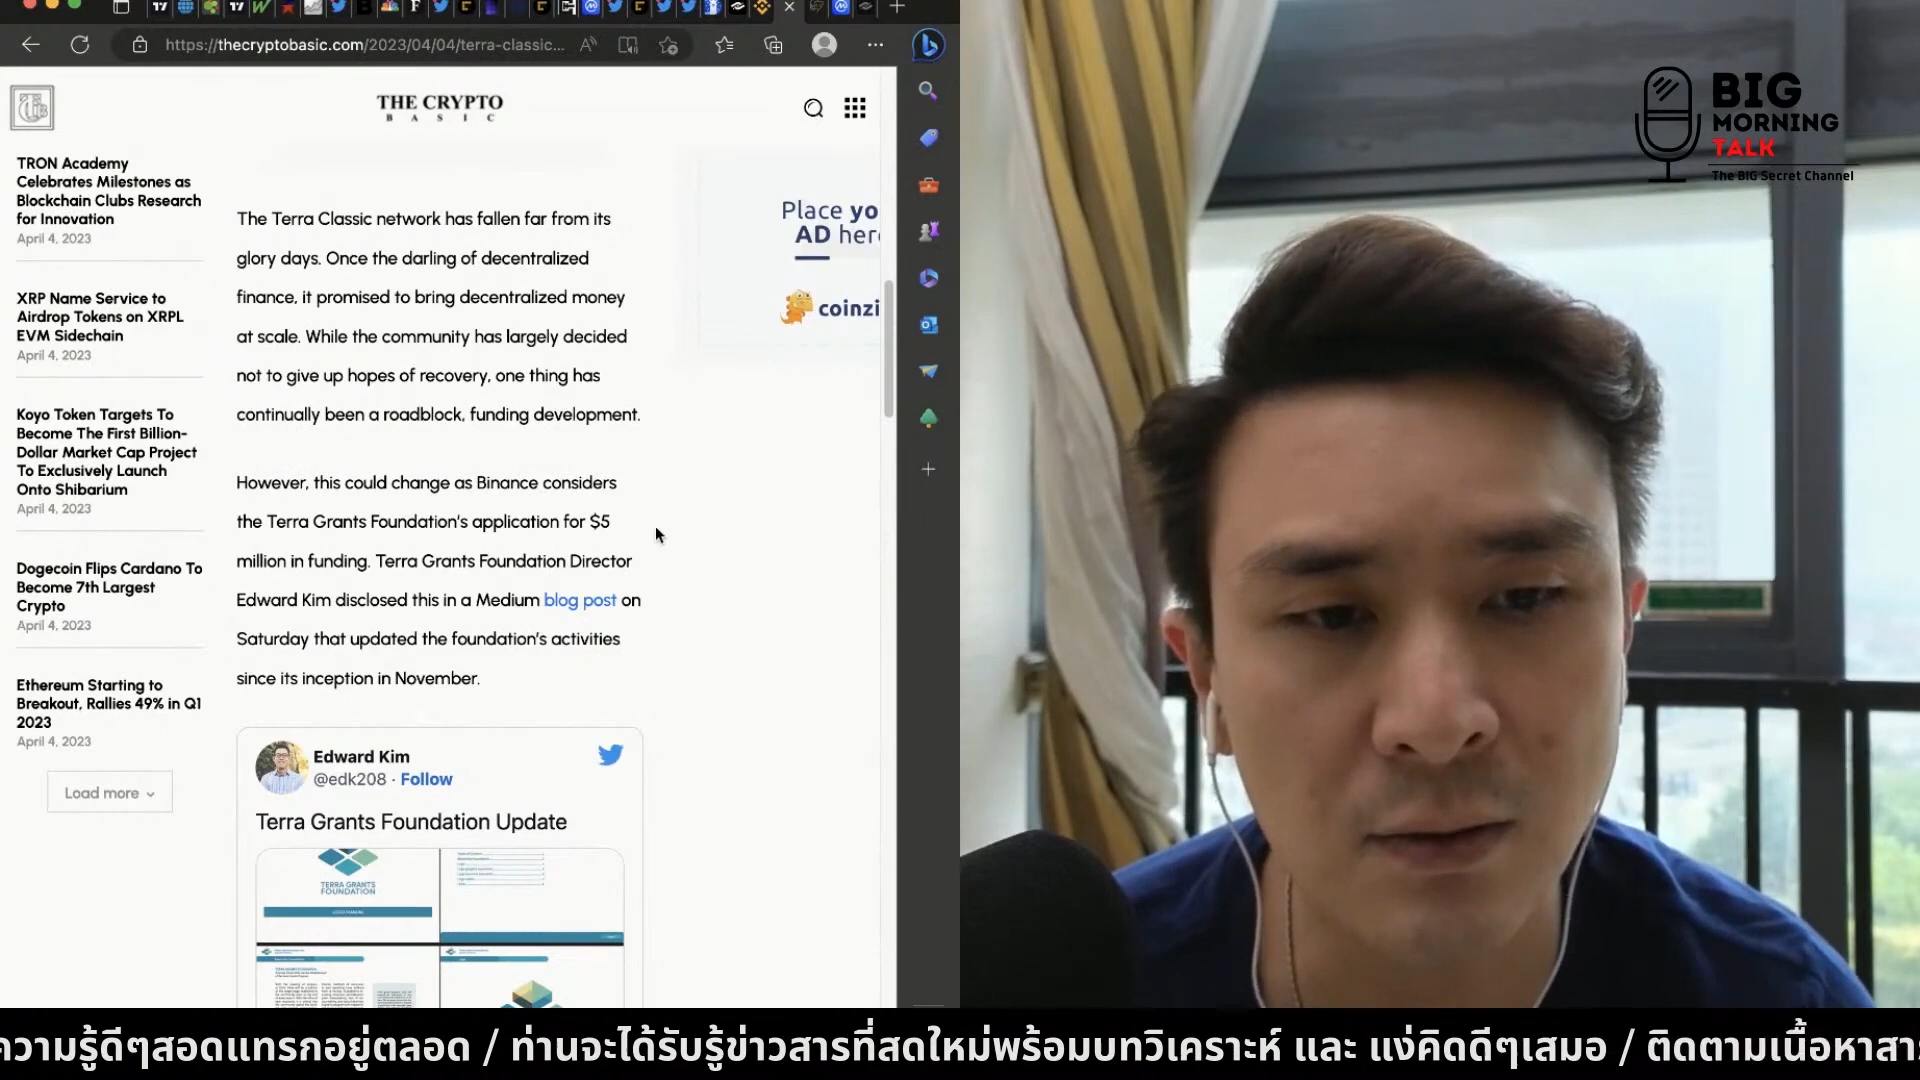 https://thecryptobasic.com/2023/04/04/terra-classic...
THE CRYPTO
BASIC
TRON Academy
Celebrates Milestones as
Blockchain Clubs Research
for Innovation
April 4, 2023
XRP Name Service to
Airdrop Tokens on XRPL
EVM Sidechain
April 4, 2023
Koyo Token Targets To
Become The First Billion-
Dollar Market Cap Project
To Exclusively Launch
Onto Shibarium
April 4, 2023
Dogecoin Flips Cardano To
Become 7th Largest
Crypto
April 4, 2023
Ethereum Starting to
Breakout, Rallies 49% in Q1
2023
April 4, 2023
Load more
The Terra Classic network has fallen far from its
glory days. Once the darling of decentralized
finance, it promised to bring decentralized money
at scale. While the community has largely decided
not to give up hopes of recovery, one thing has
continually been a roadblock, funding development.
However, this could change as Binance considers
the Terra Grants Foundation's application for $5
million in funding. Terra Grants Foundation Director
Edward Kim disclosed this in a Medium blog post on
Saturday that updated the foundation's activities
since its inception in November.
Edward Kim
@edk208 · Follow
Terra Grants Foundation Update
TERRA GRANTS
FOUNDATION
Place yo
AD her
coinzi
BIG
MORNING
TALK
The BIG Secret Channel
ความรู้ดีๆสอดแทรกอยู่ตลอด / ท่านจะได้รับรู้ข่าวสารที่สดใหม่พร้อมบทวิเคราะห์ และ แง่คิดดีๆเสมอ / ติดตามเนื้อหาสา